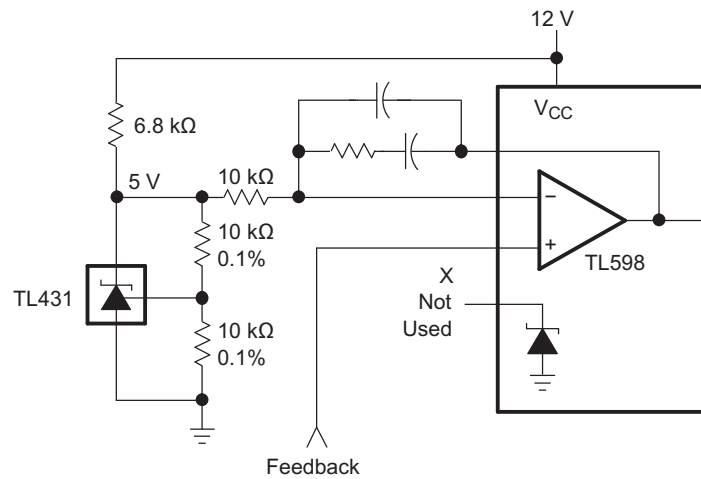 12 V
V_CC
6.8 kΩ
5 V
10 kΩ
10 kΩ
0.1%
TL431
10 kΩ
0.1%
−
+
TL598
X
Not
Used
Feedback